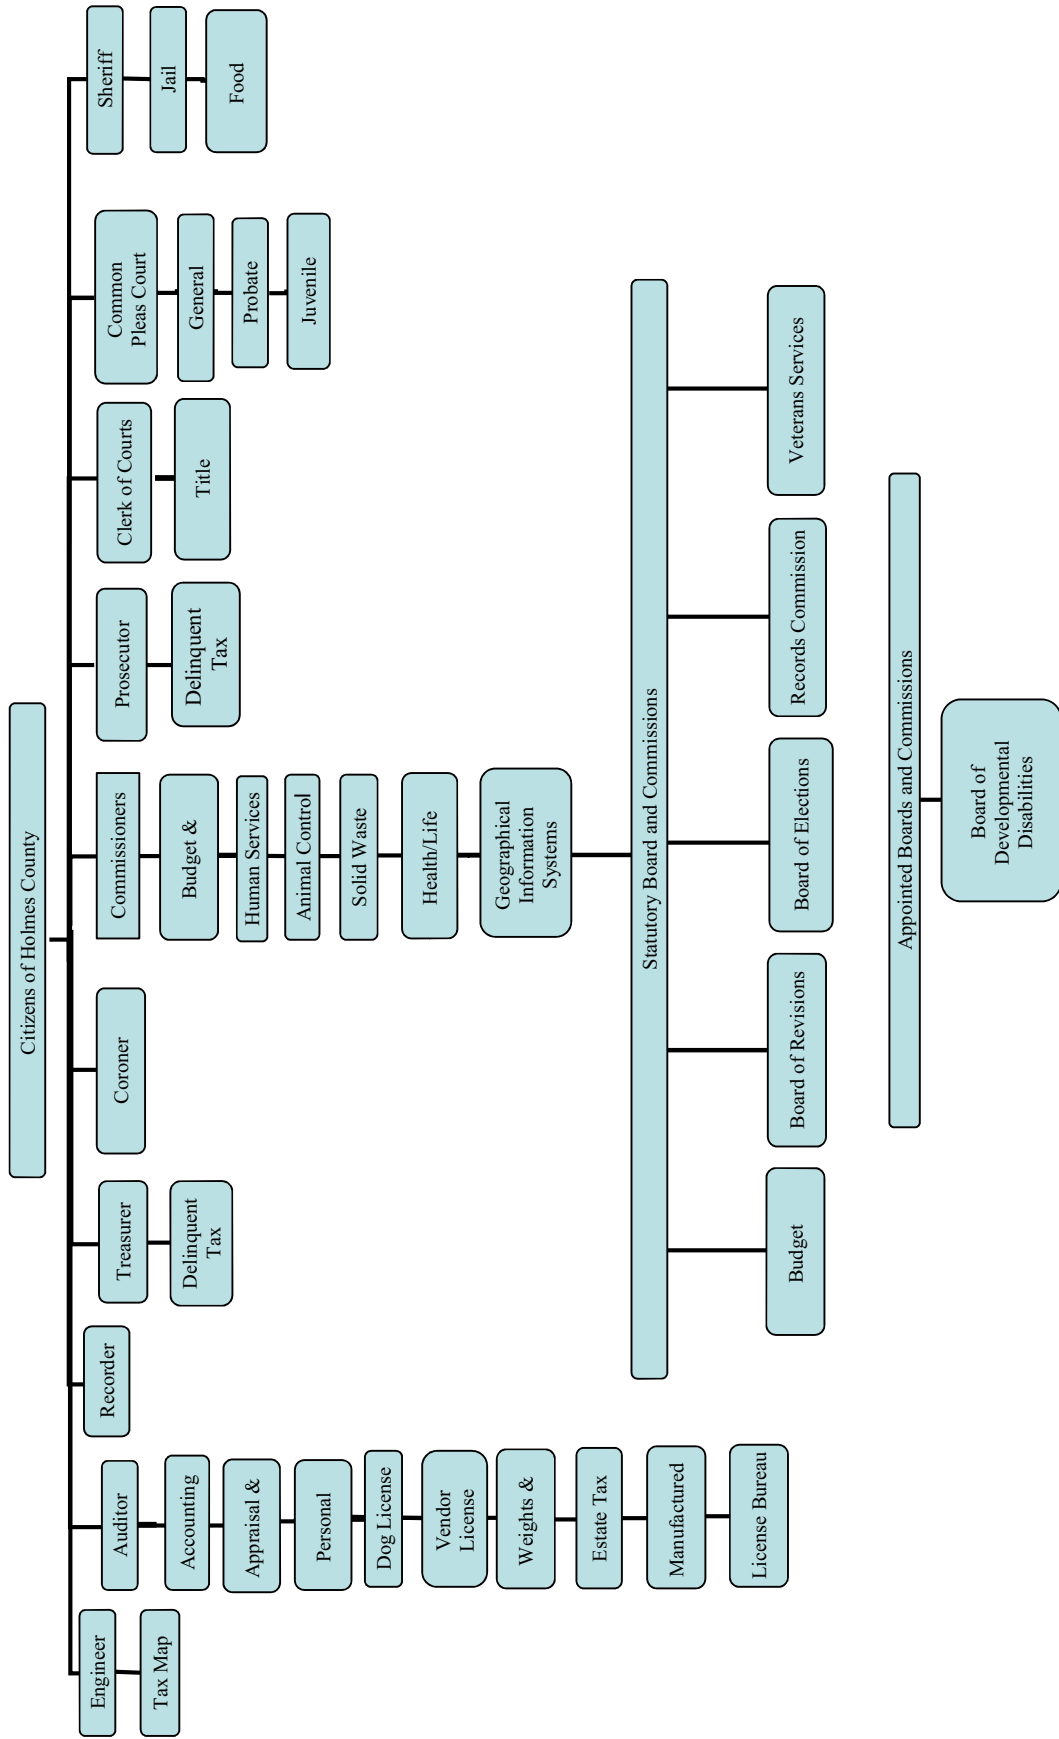 Citizens of Holmes County
Engineer
Tax Map
Auditor
Accounting
Appraisal &
Personal
Dog License
Vendor
License
Weights &
Estate Tax
Manufactured
License Bureau
Recorder
Treasurer
Delinquent
Tax
Coroner
Commissioners
Budget &
Human Services
Animal Control
Solid Waste
Health/Life
Geographical
Information
Systems
Prosecutor
Delinquent
Tax
Clerk of Courts
Title
Common
Pleas Court
General
Probate
Juvenile
Sheriff
Jail
Food
Statutory Board and Commissions
Budget
Board of Revisions
Board of Elections
Records Commission
Veterans Services
Appointed Boards and Commissions
Board of
Developmental
Disabilities